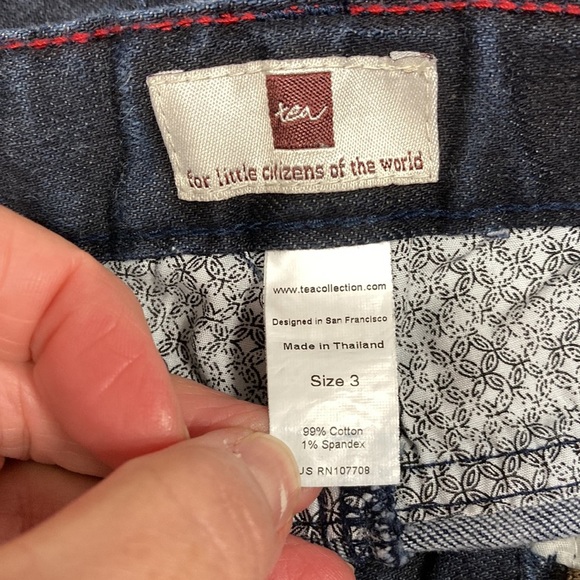 tea
for little citizens of the world
www.teacollection.com
Designed in San Francisco
Made in Thailand
Size 3
99% Cotton
1% Spandex
US RN107708